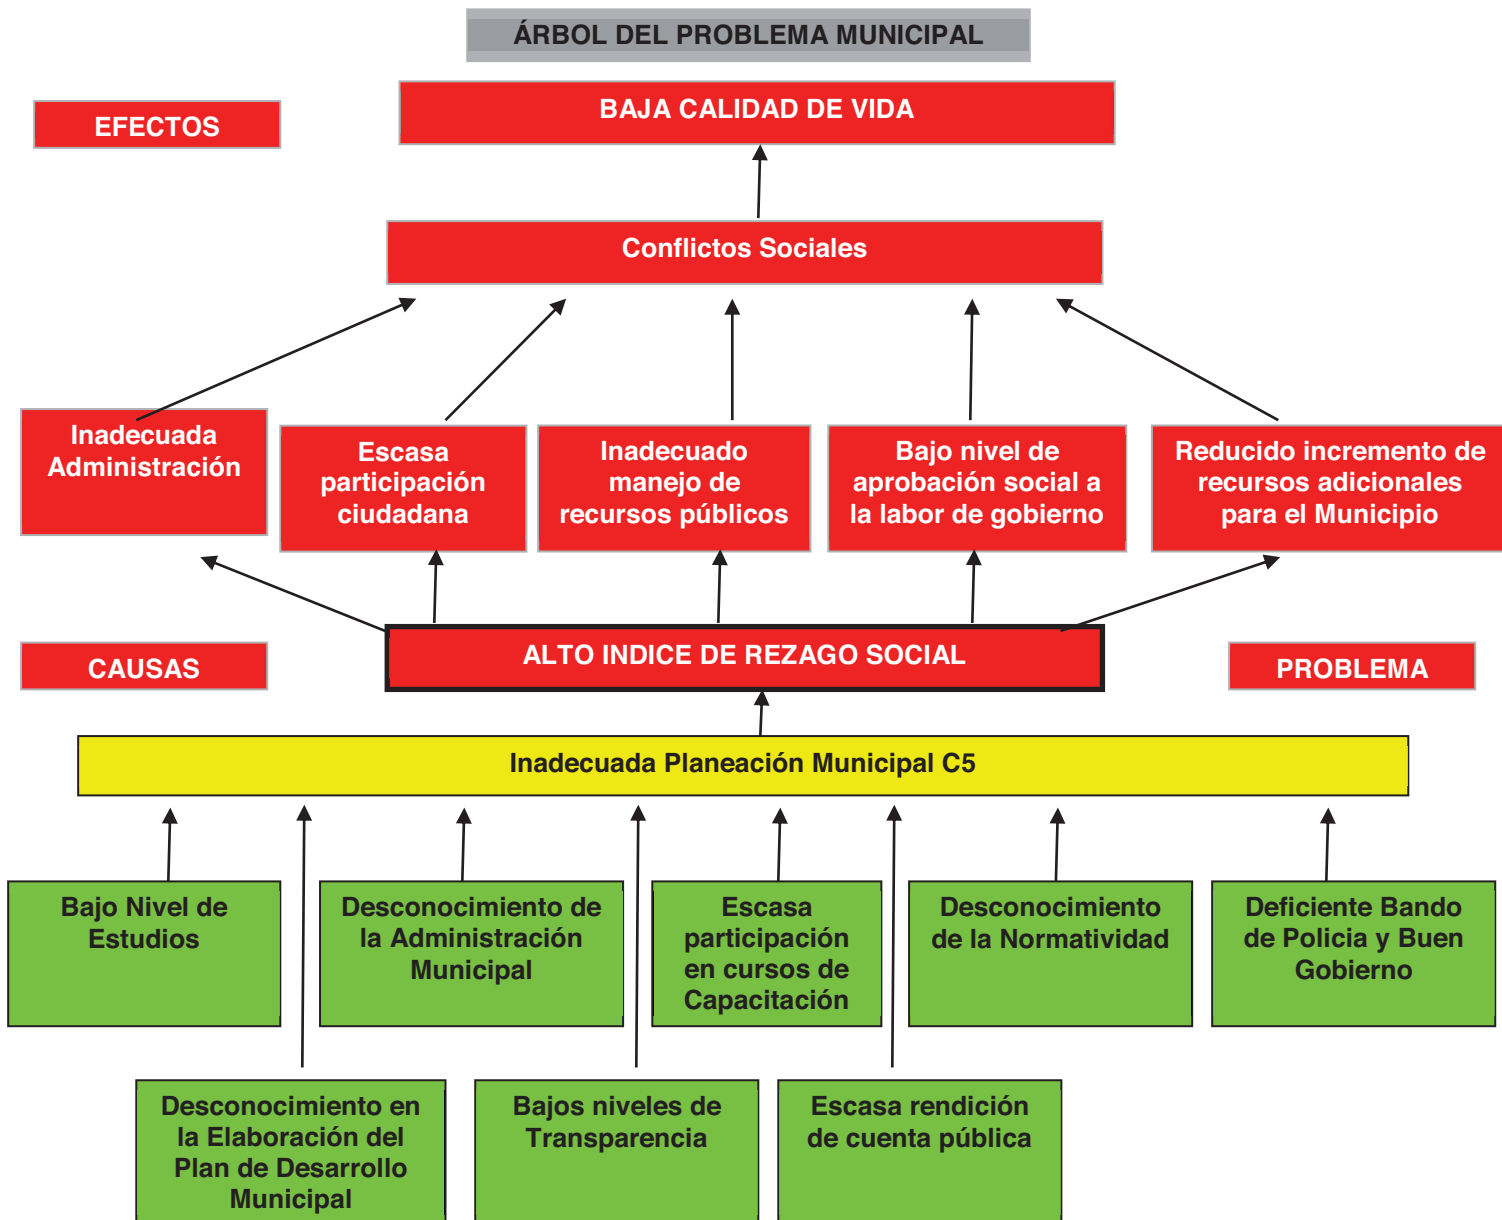 ÁRBOL DEL PROBLEMA MUNICIPAL
BAJA CALIDAD DE VIDA
EFECTOS
Conflictos Sociales
Inadecuada
Administración
Escasa
participación
ciudadana
Inadecuado
manejo de
recursos públicos
Bajo nivel de
aprobación social a
la labor de gobierno
Reducido incremento de
recursos adicionales
para el Municipio
CAUSAS
ALTO INDICE DE REZAGO SOCIAL
PROBLEMA
Inadecuada Planeación Municipal C5
Bajo Nivel de
Estudios
Desconocimiento de
la Administración
Municipal
Escasa
participación
en cursos de
Capacitación
Desconocimiento
de la Normatividad
Deficiente Bando
de Policia y Buen
Gobierno
Desconocimiento en
la Elaboración del
Plan de Desarrollo
Municipal
Bajos niveles de
Transparencia
Escasa rendición
de cuenta pública